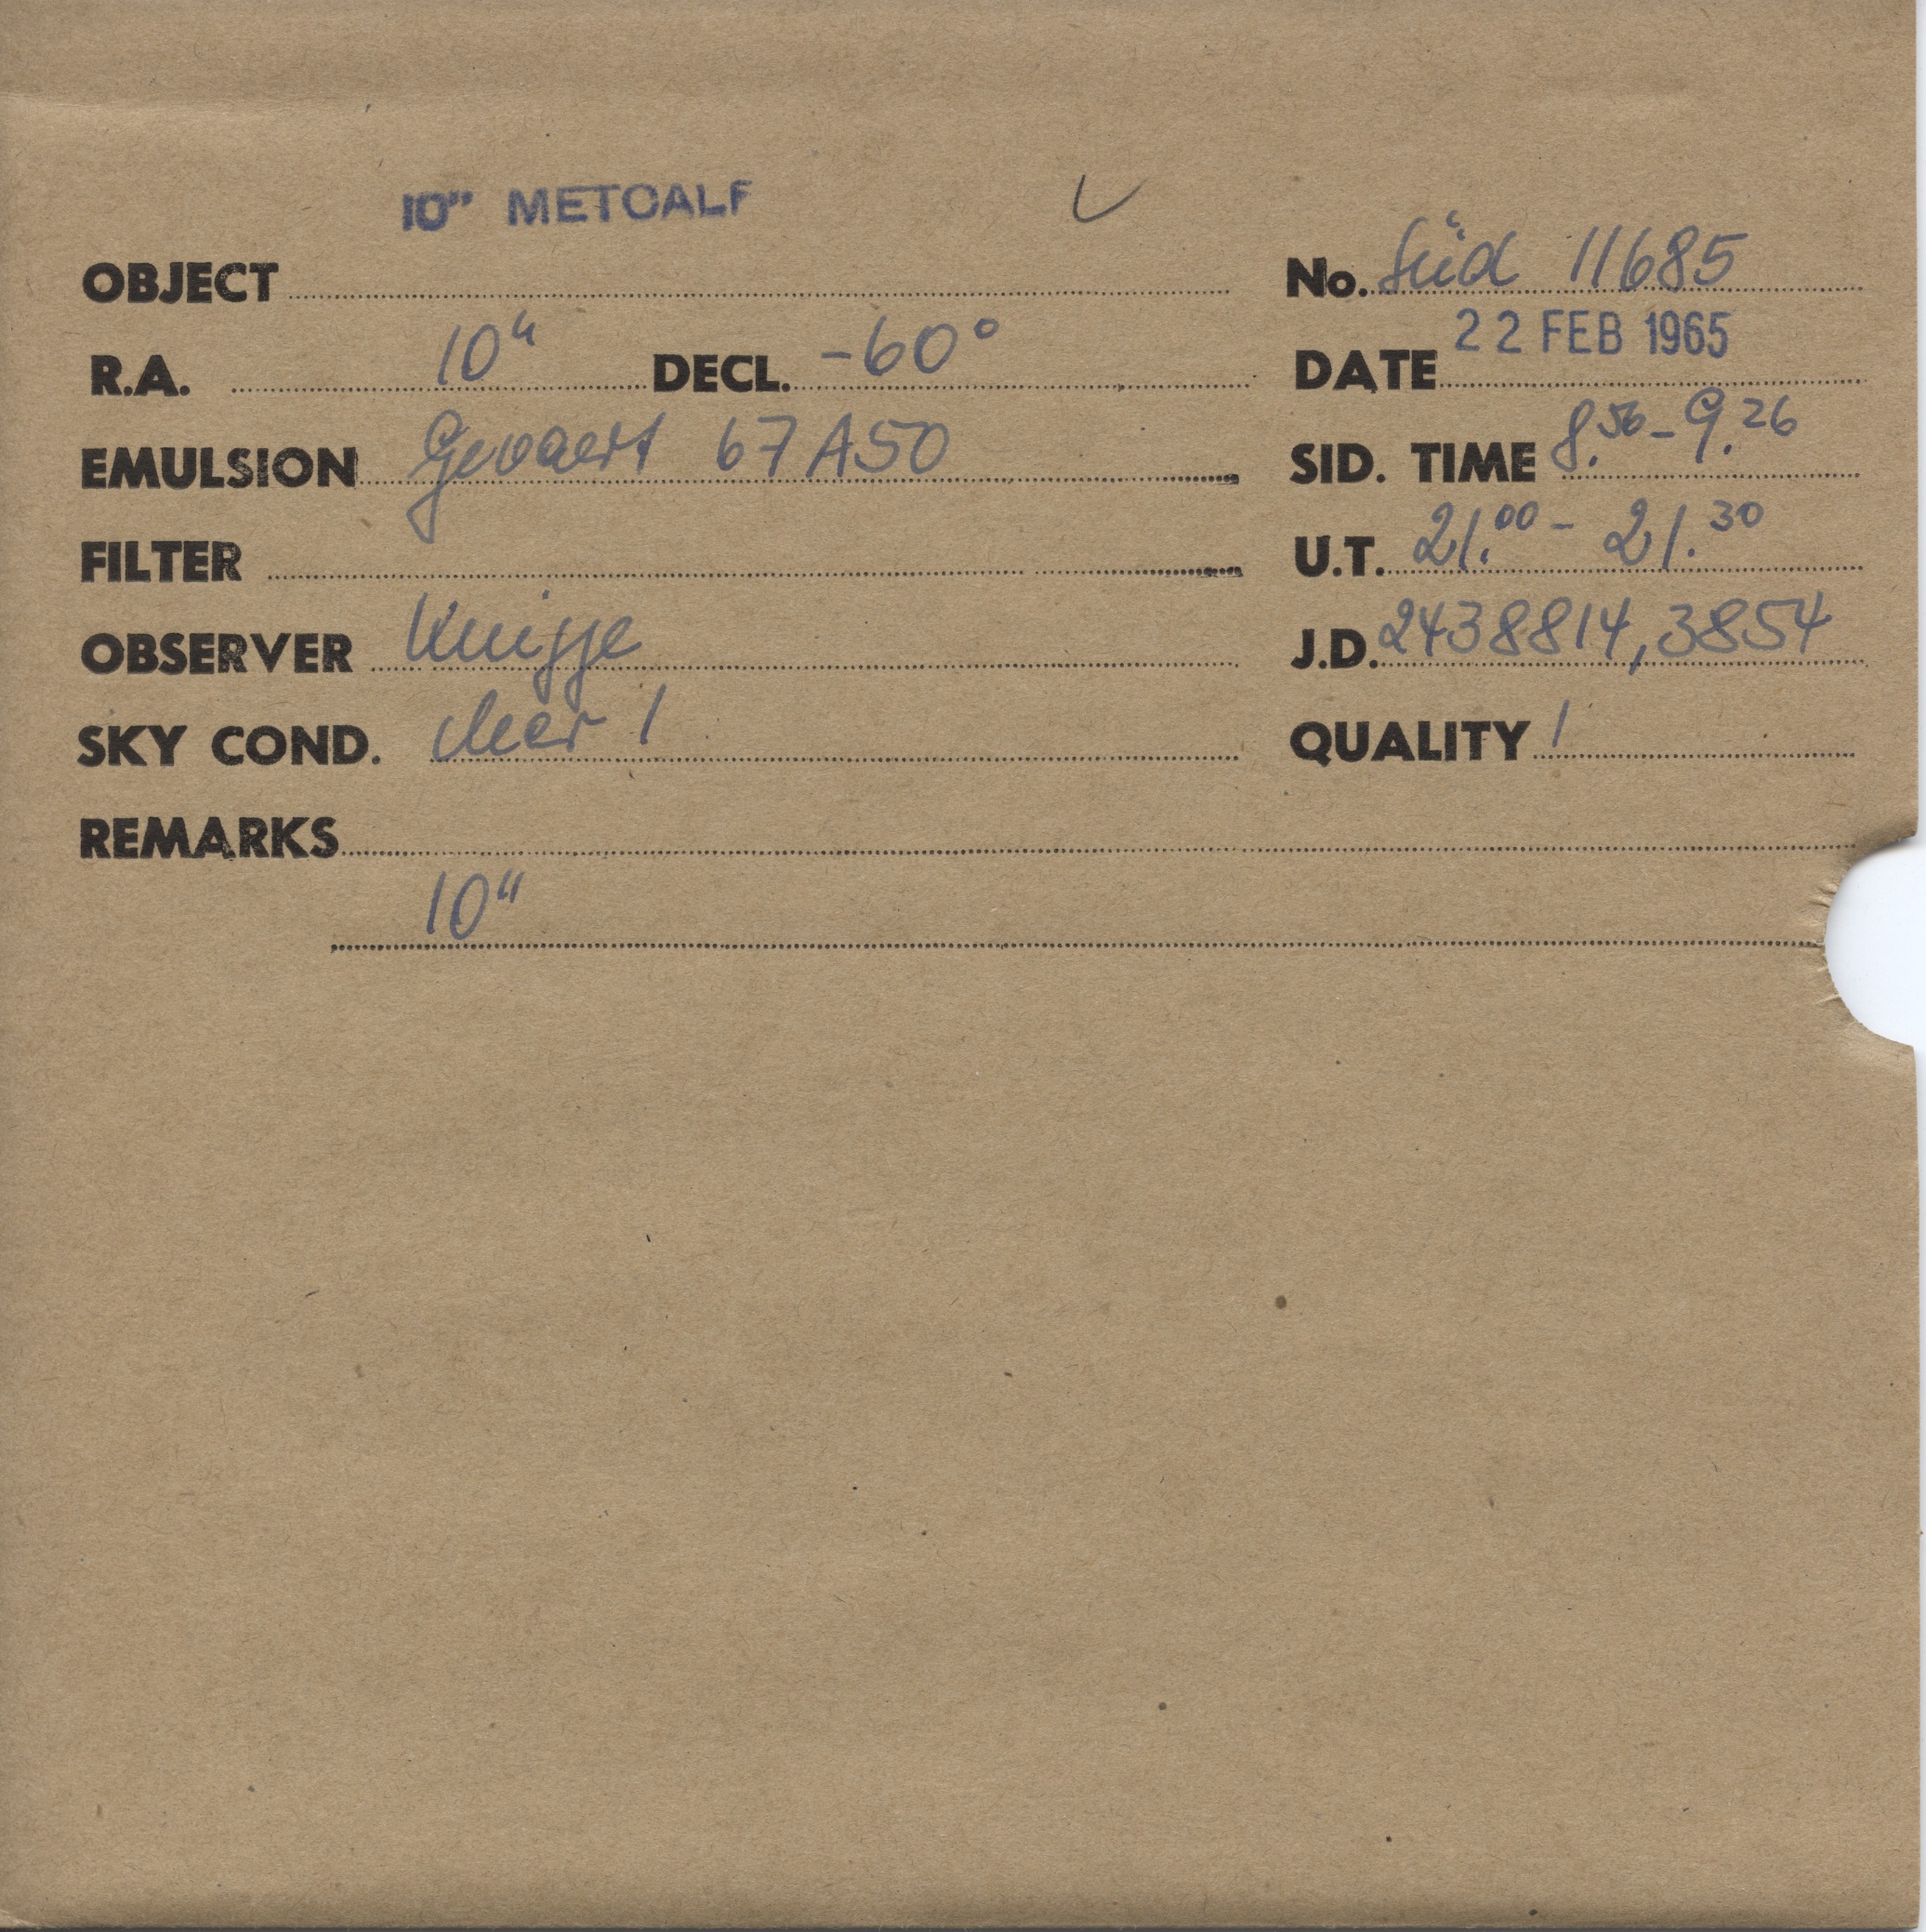 10" METCALF
OBJECT No. Süd 11685
R.A. 10h DECL. -60° DATE 22 FEB 1965
EMULSION Gevaert 67A50 SID. TIME 8.56-9.26
FILTER U.T. 21.00 - 21.30
OBSERVER Knigge J.D. 2438814,3854
SKY COND. clear 1 QUALITY 1
REMARKS
10"